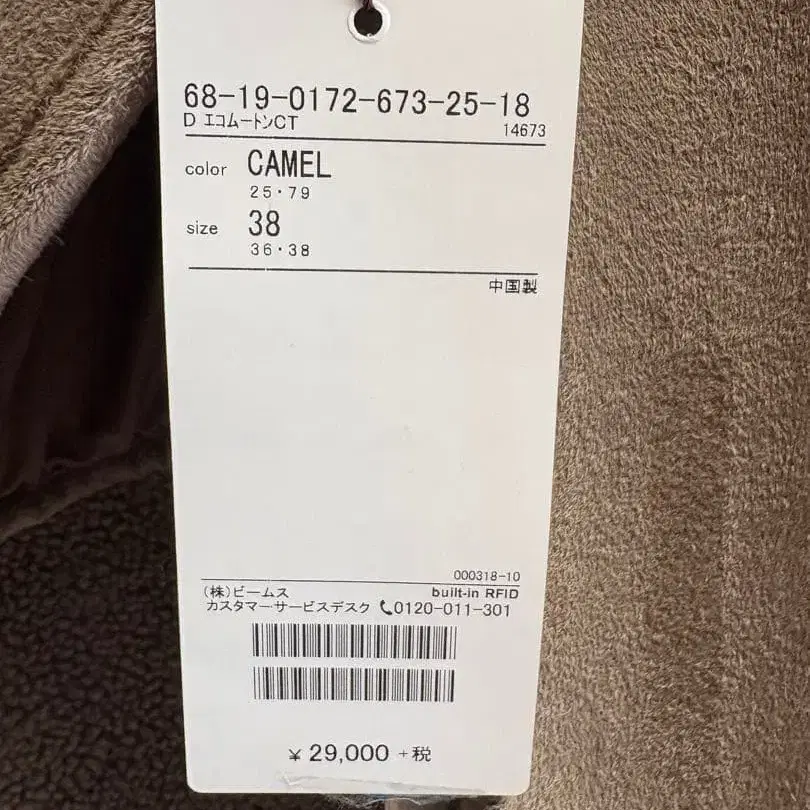 68-19-0172-673-25-18
D エコムートンCT
14673
color CAMEL
25・79
size 38
36・38
中国製
000318-10
(株)ビームス built-in RFID
カスタマーサービスデスク 📞0120-011-301
¥ 29,000 +税